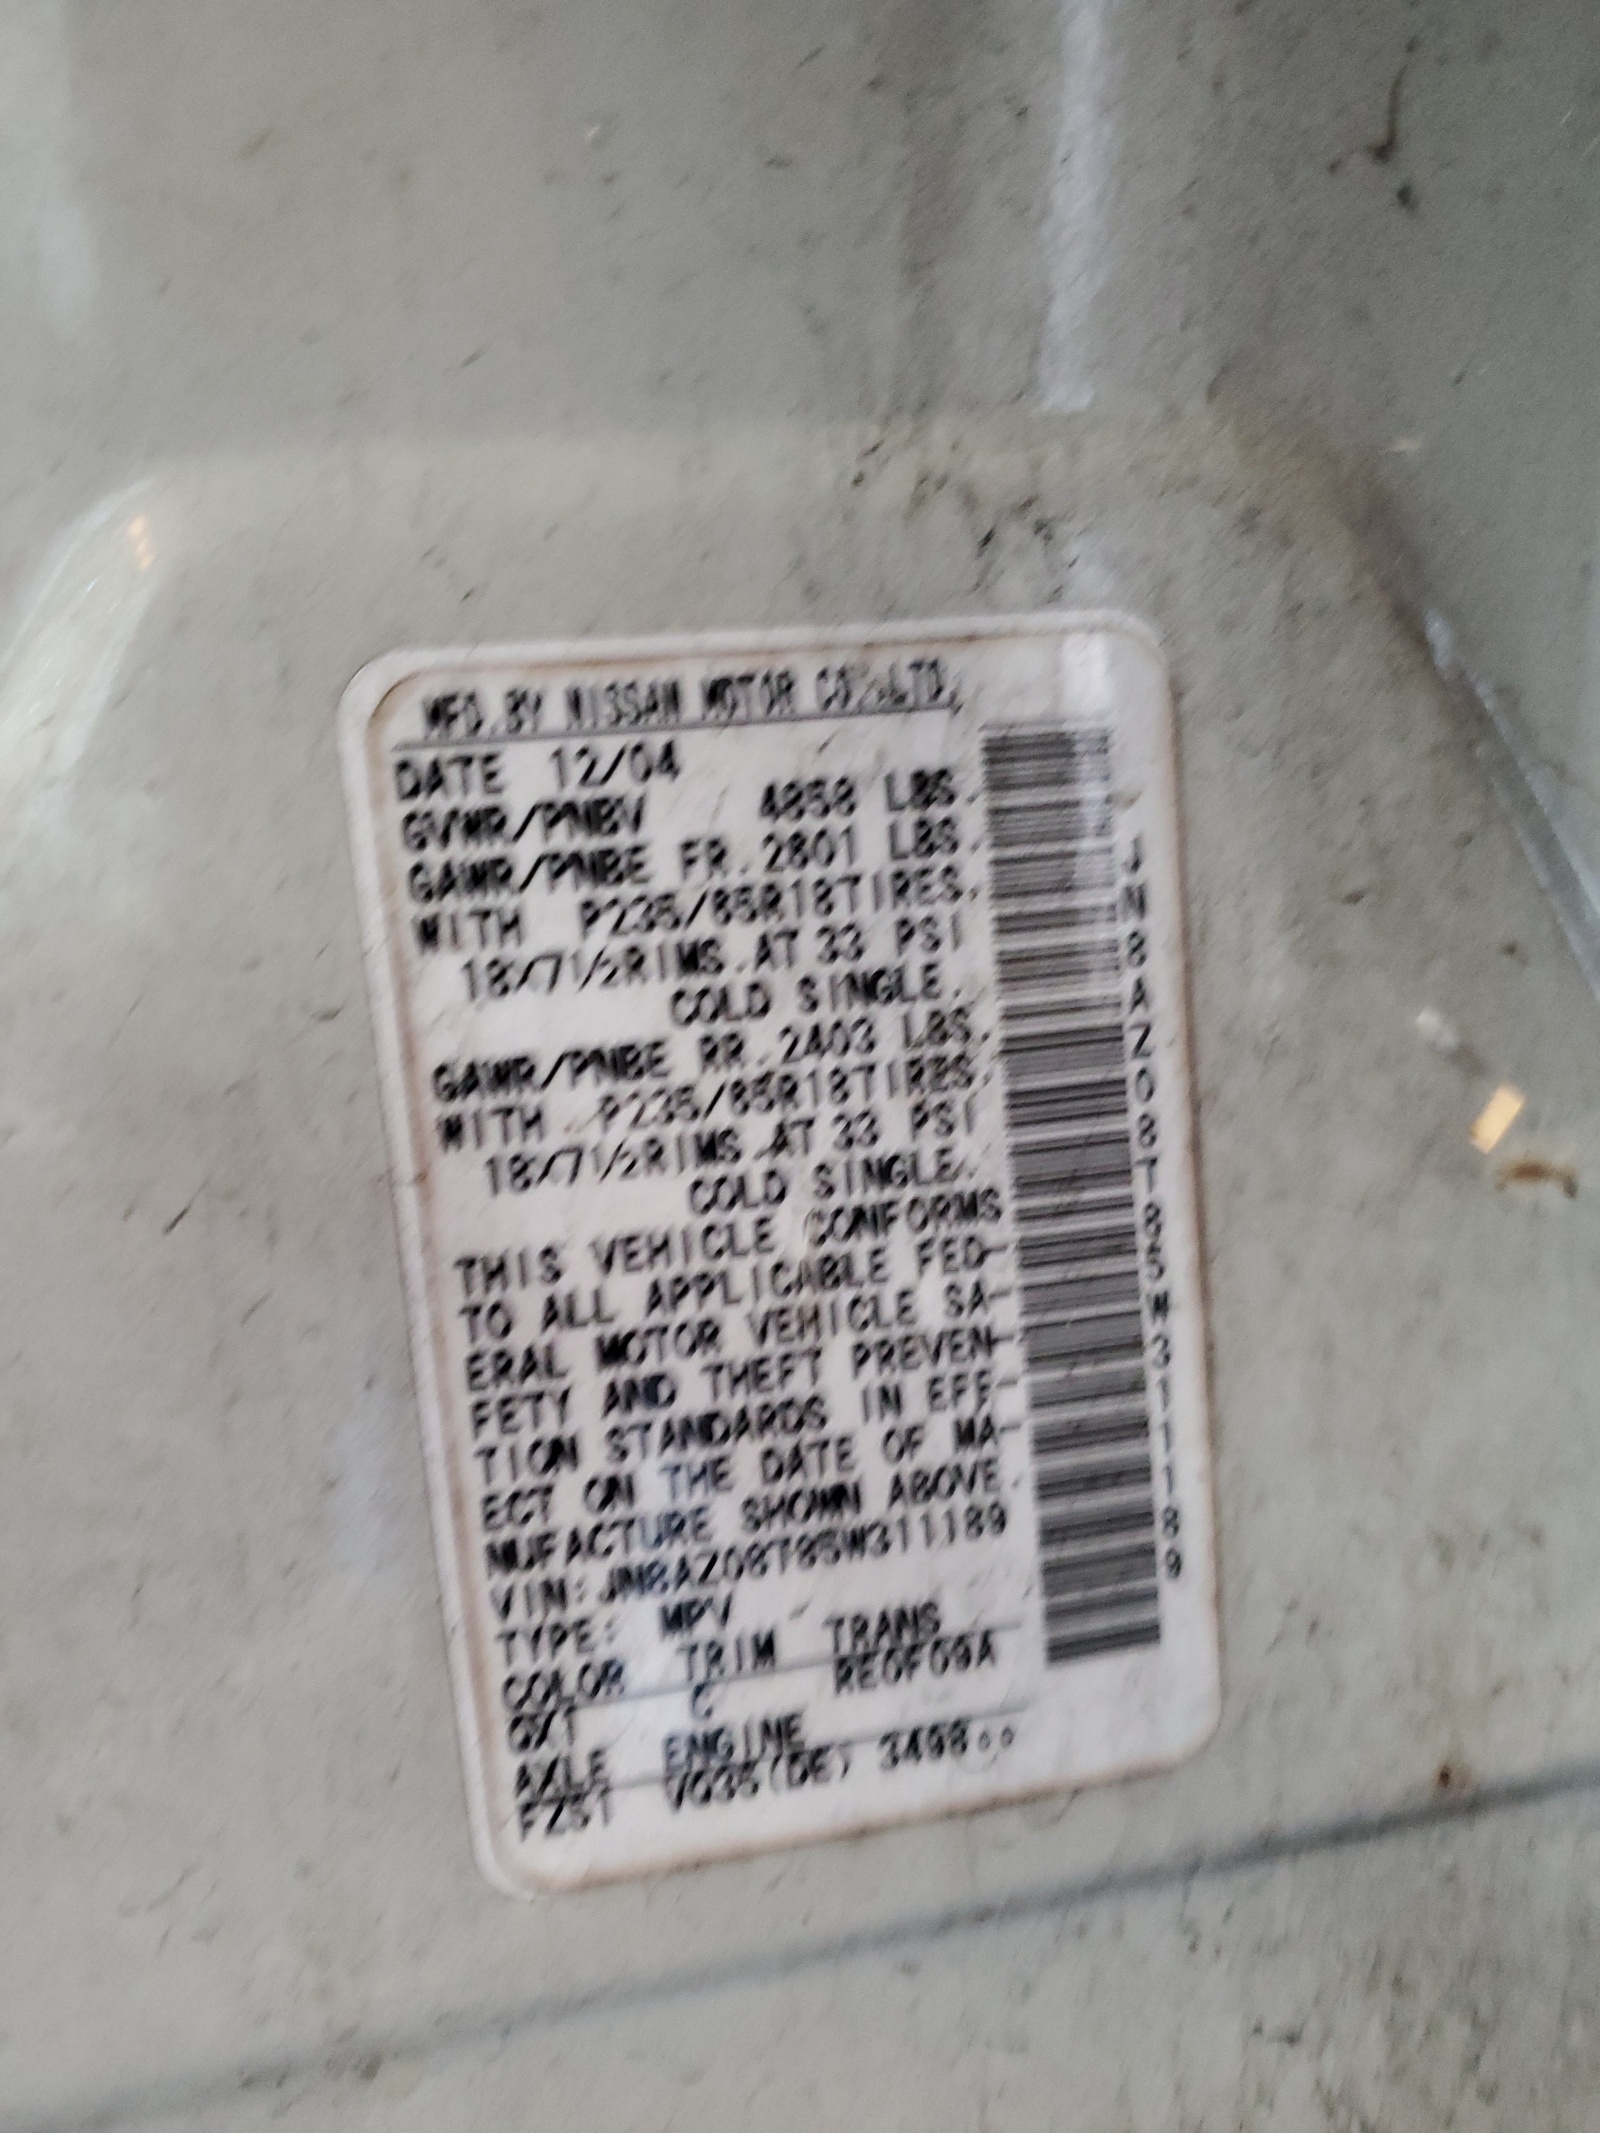 MFD.BY NISSAN MOTOR CO.,LTD.
DATE 12/04
GVWR/PNBV 4858 LBS.
GAWR/PNBE FR.2801 LBS.
WITH P235/65R18TIRES,
18X7 1/2RIMS.AT 33 PSI
COLD SINGLE.
GAWR/PNBE RR.2403 LBS.
WITH P235/65R18TIRES,
18X7 1/2RIMS.AT 33 PSI
COLD SINGLE.
THIS VEHICLE CONFORMS
TO ALL APPLICABLE FED-
ERAL MOTOR VEHICLE SA-
FETY AND THEFT PREVEN-
TION STANDARDS IN EFF-
ECT ON THE DATE OF MA-
NUFACTURE SHOWN ABOVE.
VIN:JN8AZ08T85W311189
TYPE: MPV
COLOR TRIM TRANS
QX1 C RE0F09A
AXLE ENGINE
FZ51 VQ35(DE) 3498cc
JN8AZ08T85W311189